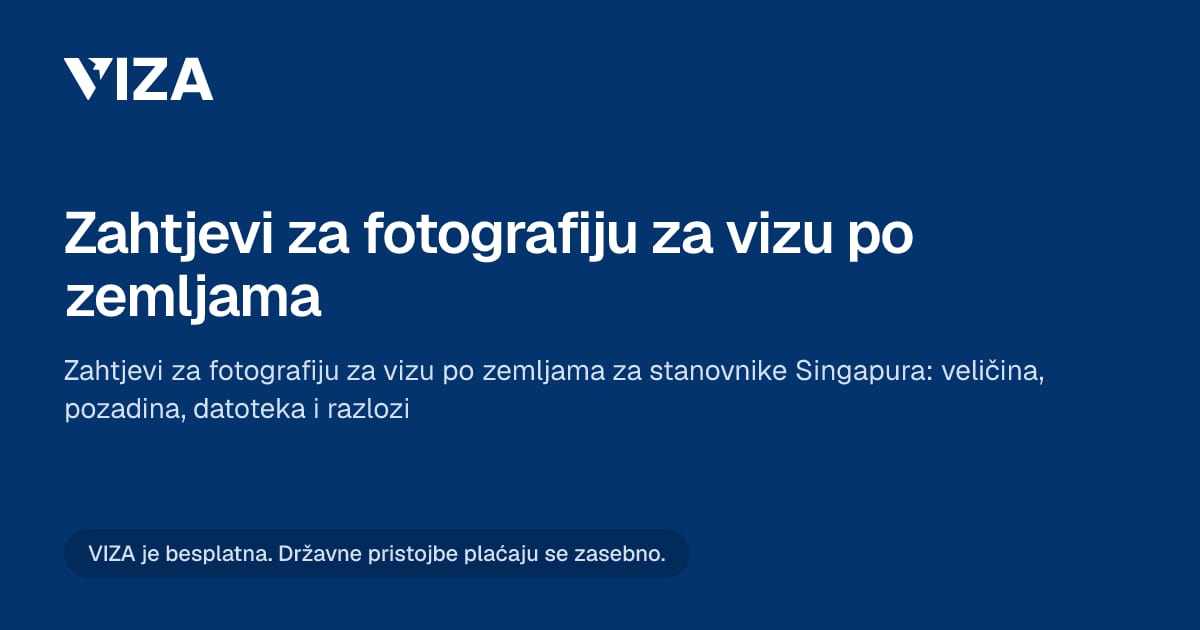 VIZA
Zahtjevi za fotografiju za vizu po
zemljama
Zahtjevi za fotografiju za vizu po zemljama za stanovnike Singapura: veličina,
pozadina, datoteka i razlozi
VIZA je besplatna. Državne pristojbe plaćaju se zasebno.